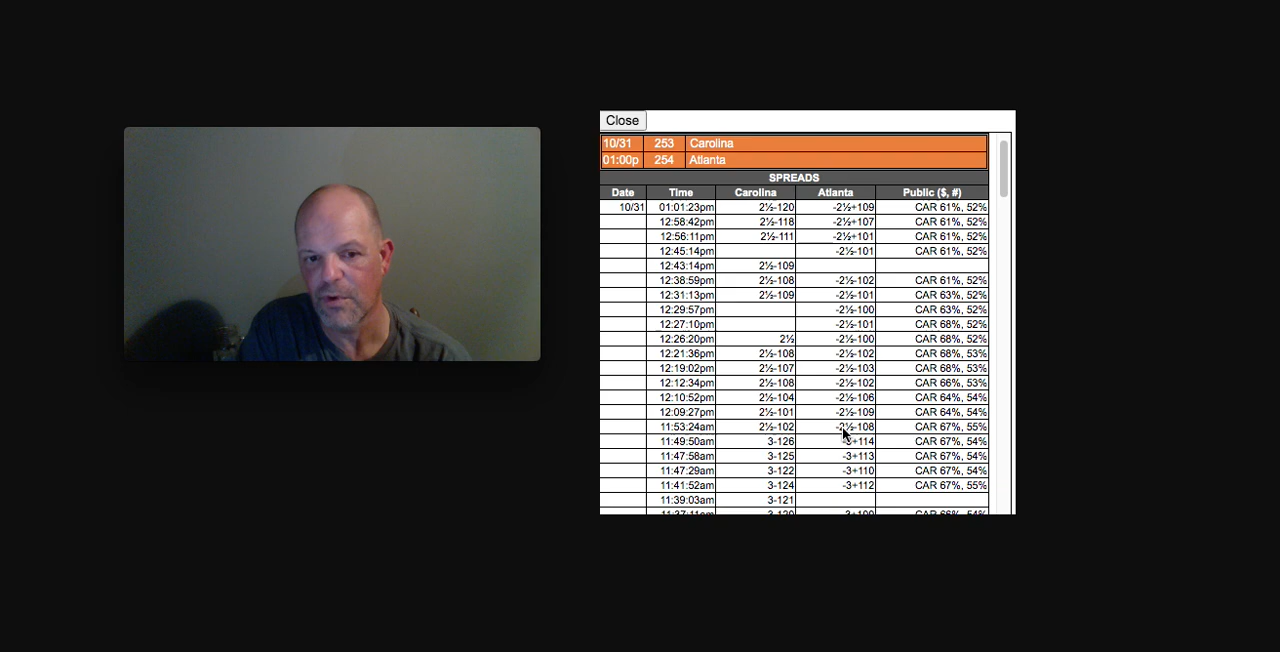 Close
10/31 253 Carolina
01:00p 254 Atlanta
SPREADS
Date Time Carolina Atlanta Public ($, #)
10/31 01:01:23pm 2½-120 -2½+109 CAR 61%, 52%
12:58:42pm 2½-118 -2½+107 CAR 61%, 52%
12:56:11pm 2½-111 -2½+101 CAR 61%, 52%
12:45:14pm -2½-101 CAR 61%, 52%
12:43:14pm 2½-109
12:38:59pm 2½-108 -2½-102 CAR 61%, 52%
12:31:13pm 2½-109 -2½-101 CAR 63%, 52%
12:29:57pm -2½-100 CAR 63%, 52%
12:27:10pm -2½-101 CAR 68%, 52%
12:26:20pm 2½ -2½-100 CAR 68%, 52%
12:21:36pm 2½-108 -2½-102 CAR 68%, 53%
12:19:02pm 2½-107 -2½-103 CAR 68%, 53%
12:12:34pm 2½-108 -2½-102 CAR 66%, 53%
12:10:52pm 2½-104 -2½-106 CAR 64%, 54%
12:09:27pm 2½-101 -2½-109 CAR 64%, 54%
11:53:24am 2½-102 -2½-108 CAR 67%, 55%
11:49:50am 3-126 -3+114 CAR 67%, 54%
11:47:58am 3-125 -3+113 CAR 67%, 54%
11:47:29am 3-122 -3+110 CAR 67%, 54%
11:41:52am 3-124 -3+112 CAR 67%, 55%
11:39:03am 3-121